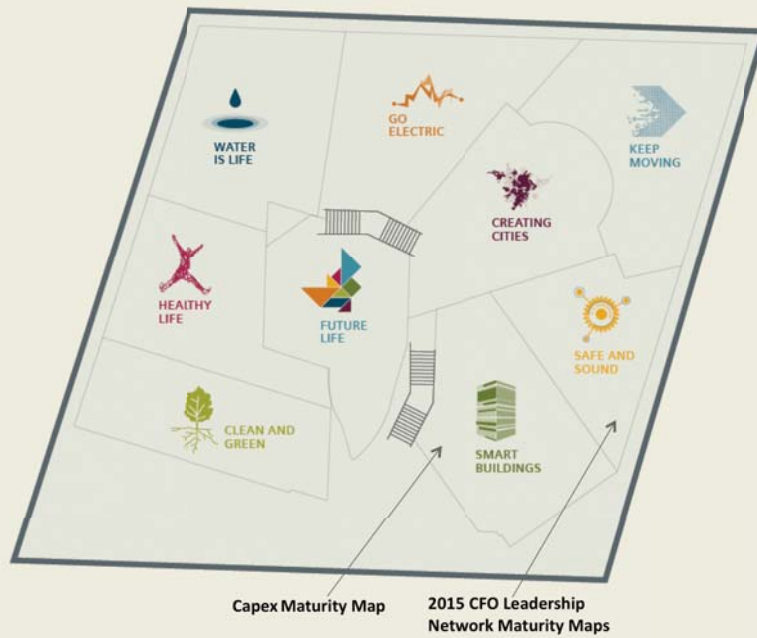 WATER
IS LIFE
GO
ELECTRIC
KEEP
MOVING
CREATING
CITIES
HEALTHY
LIFE
FUTURE
LIFE
SAFE AND
SOUND
CLEAN AND
GREEN
SMART
BUILDINGS
Capex Maturity Map
2015 CFO Leadership
Network Maturity Maps